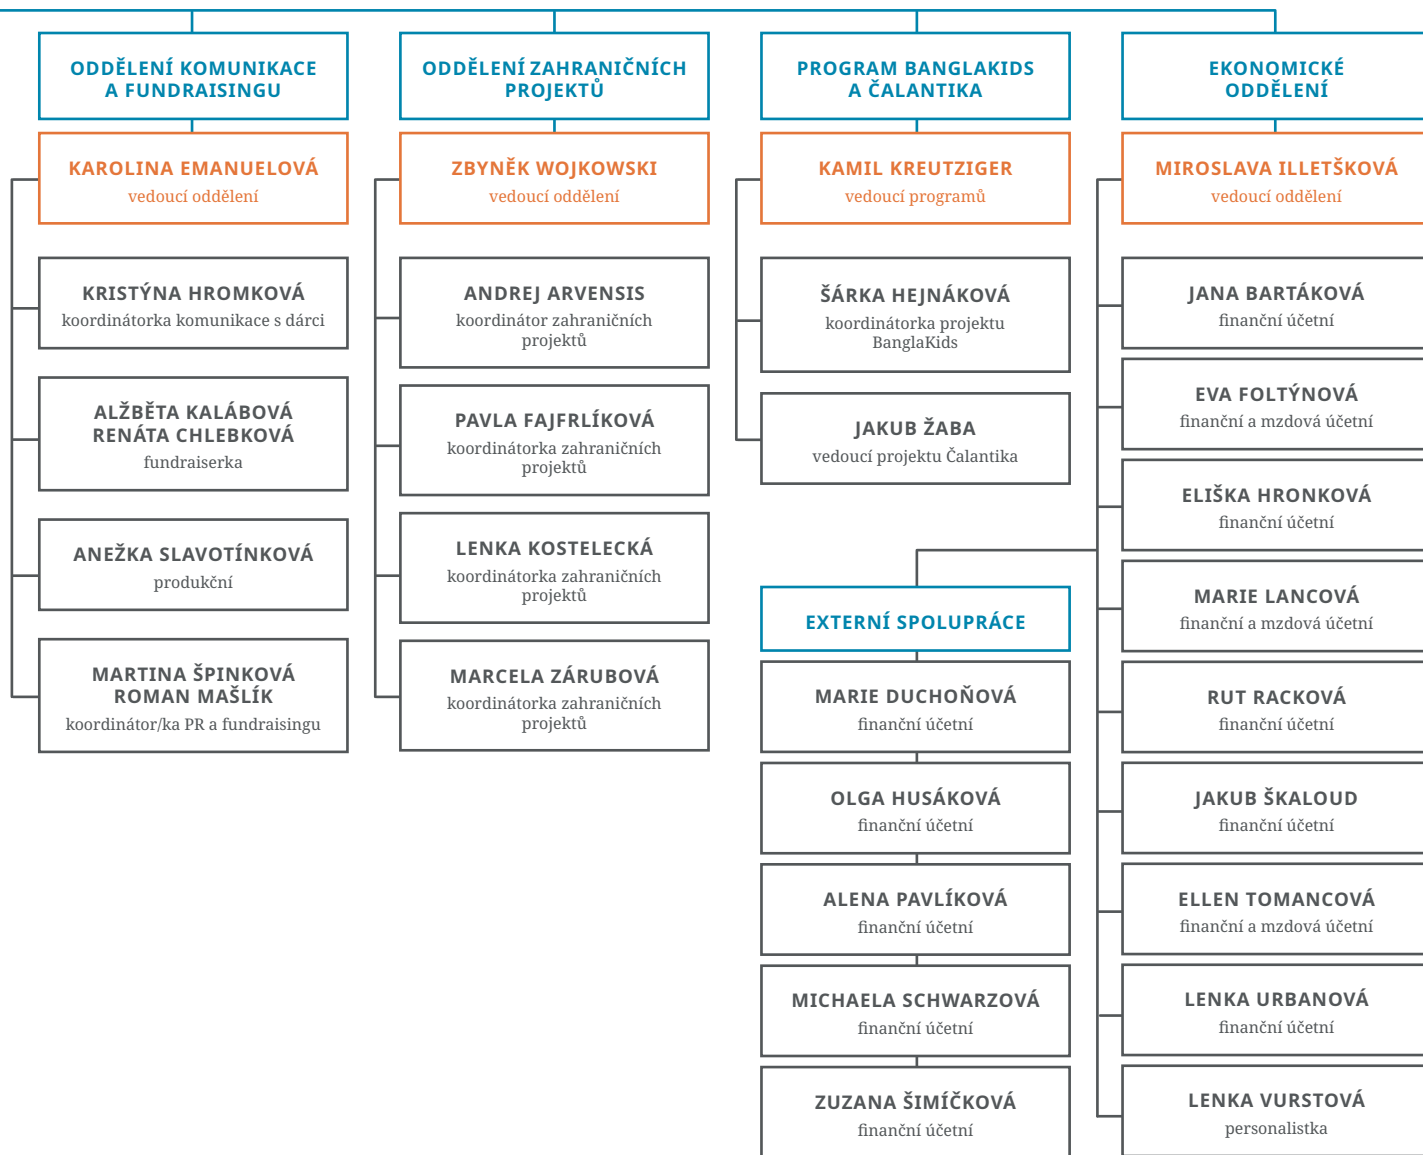 ODDĚLENÍ KOMUNIKACE
A FUNDRAISINGU
KAROLINA EMANUELOVÁ
vedoucí oddělení
KRISTÝNA HROMKOVÁ
koordinátorka komunikace s dárci
ALŽBĚTA KALÁBOVÁ
RENÁTA CHLEBKOVÁ
fundraiserka
ANEŽKA SLAVOTÍNKOVÁ
produkční
MARTINA ŠPINKOVÁ
ROMAN MAŠLÍK
koordinátor/ka PR a fundraisingu
ODDĚLENÍ ZAHRANIČNÍCH
PROJEKTŮ
ZBYNĚK WOJKOWSKI
vedoucí oddělení
ANDREJ ARVENSIS
koordinátor zahraničních
projektů
PAVLA FAJFRLÍKOVÁ
koordinátorka zahraničních
projektů
LENKA KOSTELECKÁ
koordinátorka zahraničních
projektů
MARCELA ZÁRUBOVÁ
koordinátorka zahraničních
projektů
PROGRAM BANGLAKIDS
A ČALANTIKA
KAMIL KREUTZIGER
vedoucí programů
ŠÁRKA HEJNÁKOVÁ
koordinátorka projektu
BanglaKids
JAKUB ŽABA
vedoucí projektu Čalantika
EXTERNÍ SPOLUPRÁCE
MARIE DUCHOŇOVÁ
finanční účetní
OLGA HUSÁKOVÁ
finanční účetní
ALENA PAVLÍKOVÁ
finanční účetní
MICHAELA SCHWARZOVÁ
finanční účetní
ZUZANA ŠIMÍČKOVÁ
finanční účetní
EKONOMICKÉ
ODDĚLENÍ
MIROSLAVA ILLETŠKOVÁ
vedoucí oddělení
JANA BARTÁKOVÁ
finanční účetní
EVA FOLTÝNOVÁ
finanční a mzdová účetní
ELIŠKA HRONKOVÁ
finanční účetní
MARIE LANCOVÁ
finanční a mzdová účetní
RUT RACKOVÁ
finanční účetní
JAKUB ŠKALOUD
finanční účetní
ELLEN TOMANCOVÁ
finanční a mzdová účetní
LENKA URBANOVÁ
finanční účetní
LENKA VURSTOVÁ
personalistka